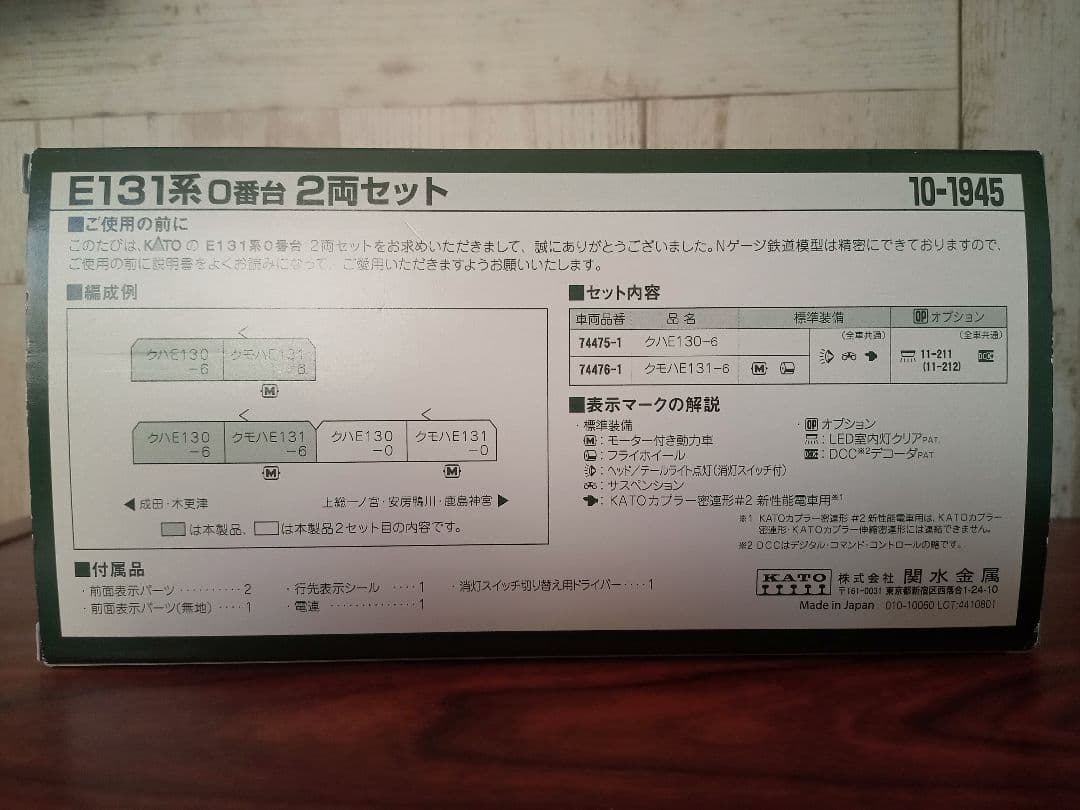 E131系0番台 2両セット 10-1945
■ご使用の前に
このたびは、KATOの E131系0番台 2両セットをお求めいただきまして、誠にありがとうございました。Nゲージ鉄道模型は精密にできておりますので、
ご使用の前に説明書をよくお読みになって、ご愛用いただきますようお願いいたします。
■編成例
クハE130
-6
クモハE131
-6
M
クハE130
-6
クモハE131
-6
クハE130
-0
クモハE131
-0
M M
◀成田・木更津 上総一ノ宮・安房鴨川・鹿島神宮▶
は本製品、 は本製品2セット目の内容です。
■付属品
・前面表示パーツ ·········· 2
・前面表示パーツ(無地) ···· 1
・行先表示シール ···· 1
・電連 ·············· 1
・消灯スイッチ切り替え用ドライバー ···· 1
■セット内容
車両品番 品 名 標準装備 OP オプション
74475-1 クハE130-6 (全車共通) (全車共通)
11-211
(11-212)
DCC
74476-1 クモハE131-6 M
■表示マークの解説
・標準装備
M : モーター付き動力車
: フライホイール
: ヘッド/テールライト点灯(消灯スイッチ付)
: サスペンション
: KATOカプラー密連形#2 新性能電車用※1
・OP オプション
: LED室内灯クリアPAT.
DCC : DCC※2デコーダPAT.
※1 KATOカプラー密連形 #2 新性能電車用は、KATOカプラー
密連形・KATOカプラー伸縮密連形には連結できません。
※2 DCCはデジタル・コマンド・コントロールの略です。
KATO 株式会社 関水金属
〒161-0031 東京都新宿区西落合1-24-10
Made in Japan 010-10060 LOT:4410801